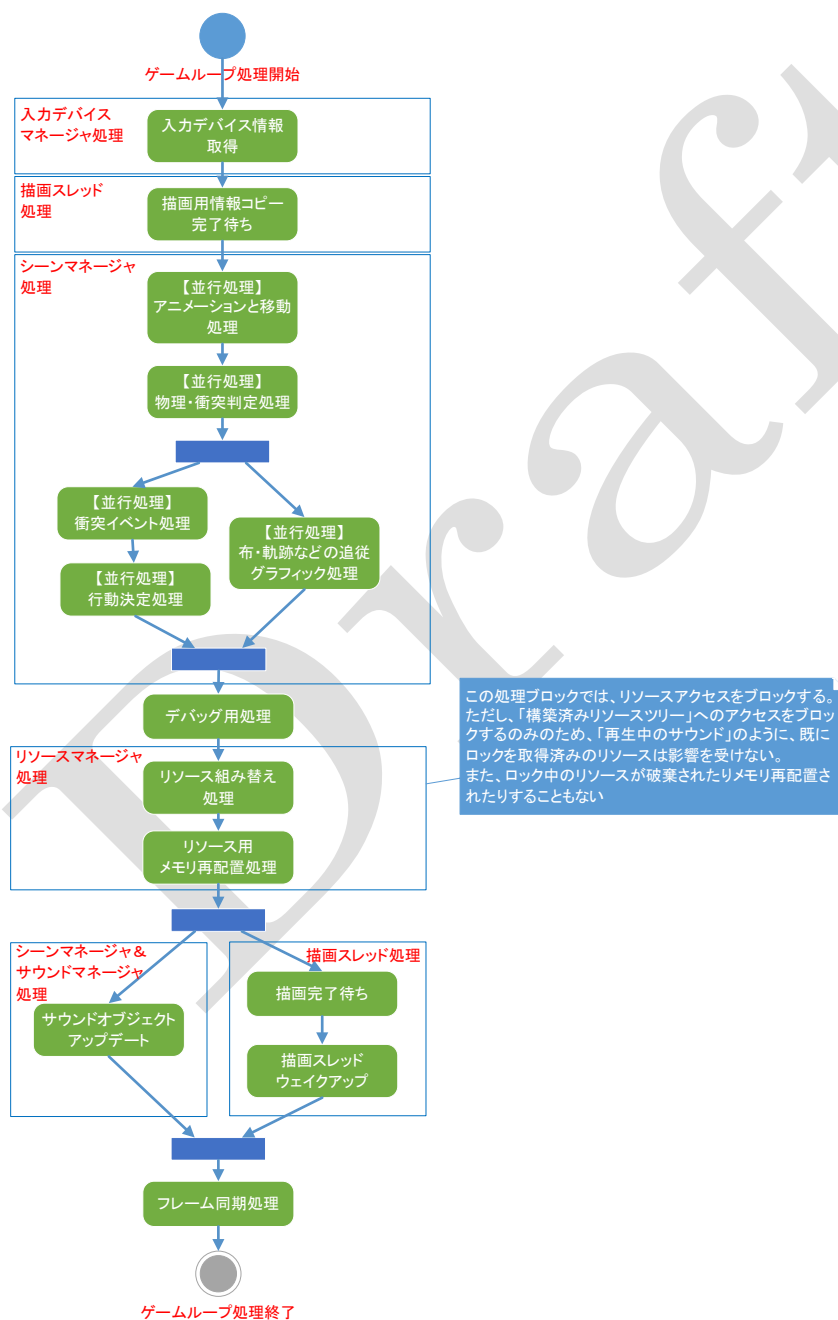 ゲームループ処理開始
入力デバイス
マネージャ処理
入力デバイス情報
取得
描画スレッド
処理
描画用情報コピー
完了待ち
シーンマネージャ
処理
【並行処理】
アニメーションと移動
処理
【並行処理】
物理・衝突判定処理
【並行処理】
衝突イベント処理
【並行処理】
布・軌跡などの追従
グラフィック処理
【並行処理】
行動決定処理
デバッグ用処理
この処理ブロックでは、リソースアクセスをブロックする。
ただし、「構築済みリソースツリー」へのアクセスをブロッ
クするのみのため、「再生中のサウンド」のように、既に
ロックを取得済みのリソースは影響を受けない。
また、ロック中のリソースが破棄されたりメモリ再配置さ
れたりすることもない
リソースマネージャ
処理
リソース組み替え
処理
リソース用
メモリ再配置処理
シーンマネージャ&
サウンドマネージャ
処理
サウンドオブジェクト
アップデート
描画スレッド処理
描画完了待ち
描画スレッド
ウェイクアップ
フレーム同期処理
ゲームループ処理終了
Draft